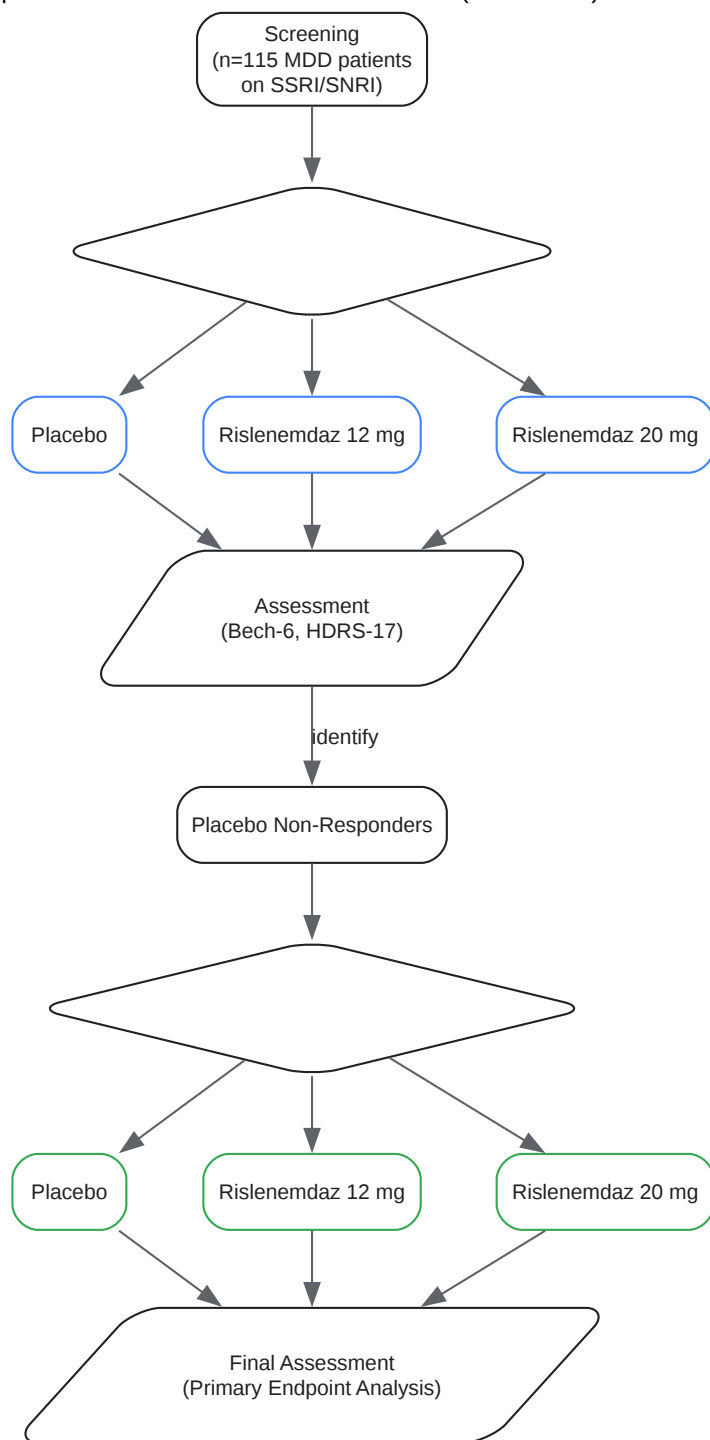 Screening
(n=115 MDD patients
on SSRI/SNRI)
Placebo
Rislenemdaz 12 mg
Rislenemdaz 20 mg
Assessment
(Bech-6, HDRS-17)
identify
Placebo Non-Responders
Placebo
Rislenemdaz 12 mg
Rislenemdaz 20 mg
Final Assessment
(Primary Endpoint Analysis)